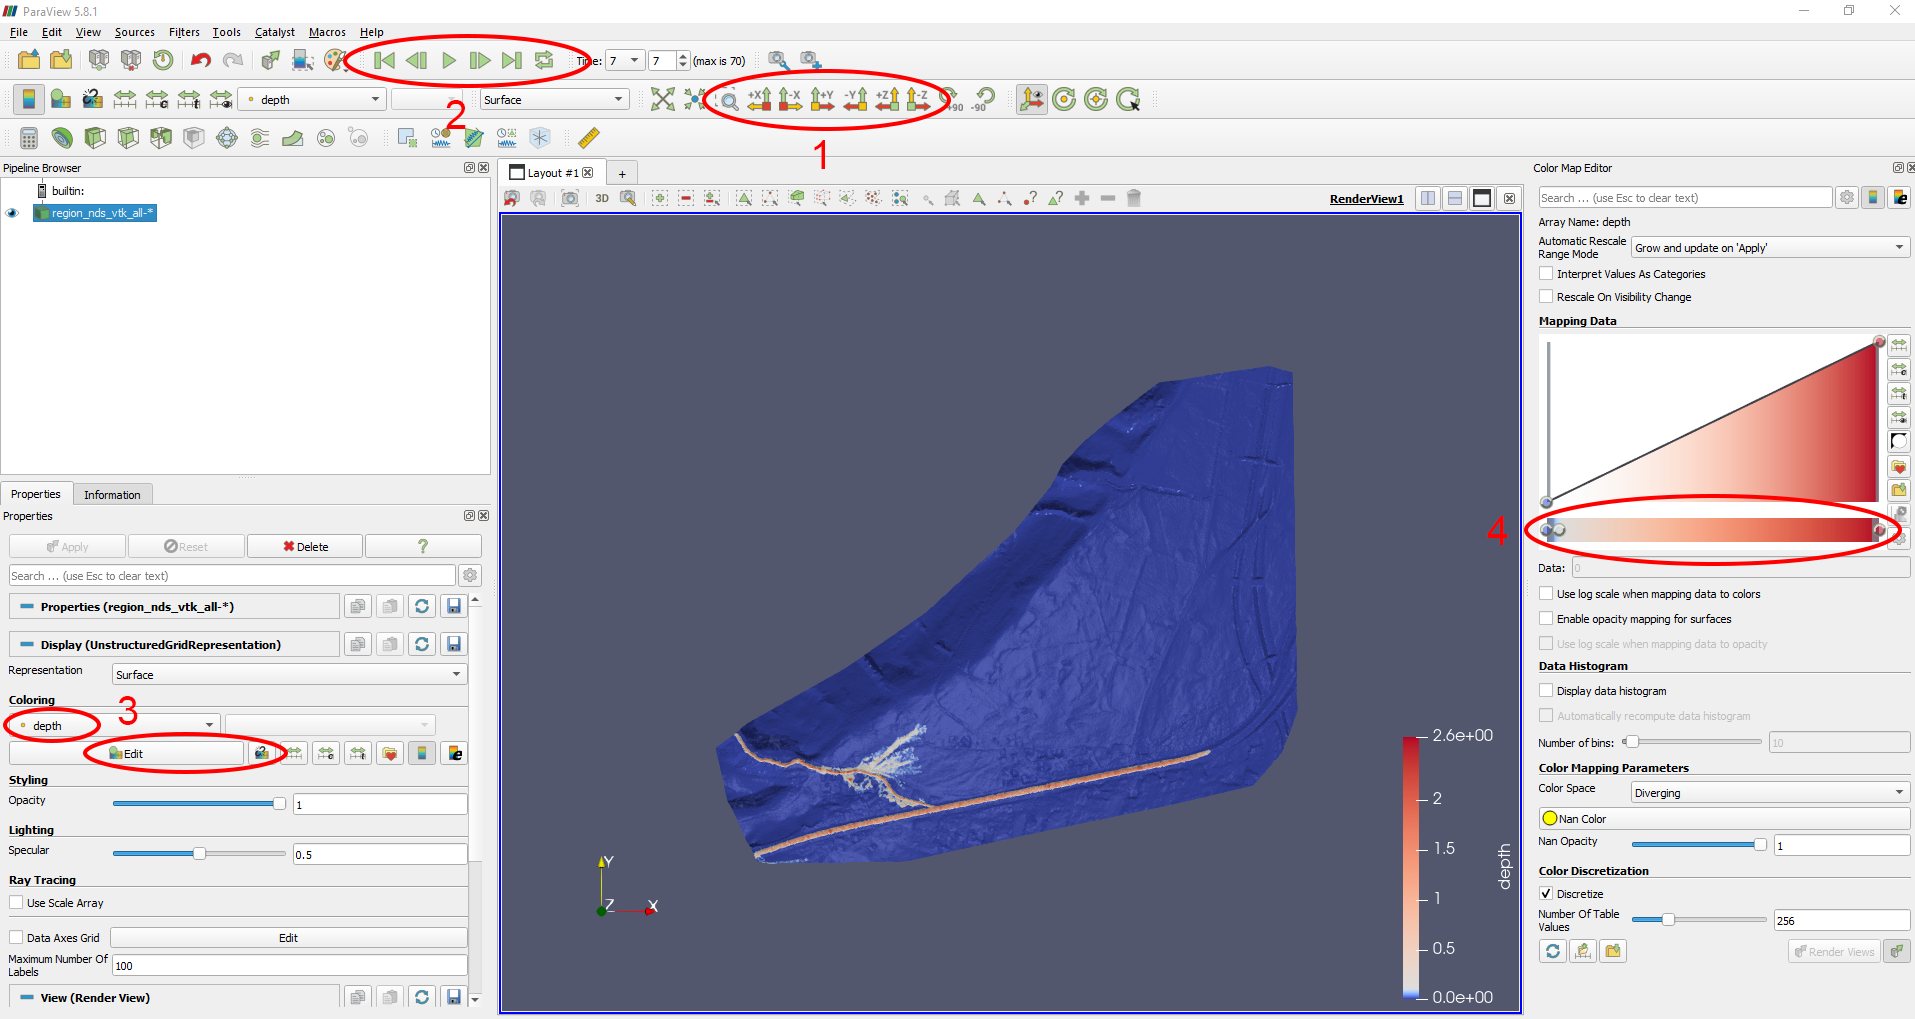 ParaView 5.8.1
File Edit View Sources Filters Tools Catalyst Macros Help
Time: 7 7 (max is 70)
depth Surface +X -X +Y -Y +Z -Z +90 -90
2
1
Pipeline Browser
builtin:
region_nds_vtk_all-*
Properties Information
Properties
Apply Reset Delete ?
Search ... (use Esc to clear text)
Properties (region_nds_vtk_all-*)
Display (UnstructuredGridRepresentation)
Representation Surface
Coloring
3
depth
Edit
Styling
Opacity 1
Lighting
Specular 0.5
Ray Tracing
Use Scale Array
Data Axes Grid Edit
Maximum Number Of
Labels
100
View (Render View)
Layout #1 +
3D RenderView1
Y
Z X
2.6e+00
2
1.5
1
0.5
0.0e+00
depth
Color Map Editor
Search ... (use Esc to clear text)
Array Name: depth
Automatic Rescale
Range Mode
Grow and update on 'Apply'
Interpret Values As Categories
Rescale On Visibility Change
Mapping Data
4
Data: 0
Use log scale when mapping data to colors
Enable opacity mapping for surfaces
Use log scale when mapping data to opacity
Data Histogram
Display data histogram
Automatically recompute data histogram
Number of bins: 10
Color Mapping Parameters
Color Space Diverging
Nan Color
Nan Opacity 1
Color Discretization
Discretize
Number Of Table
Values
256
Render Views